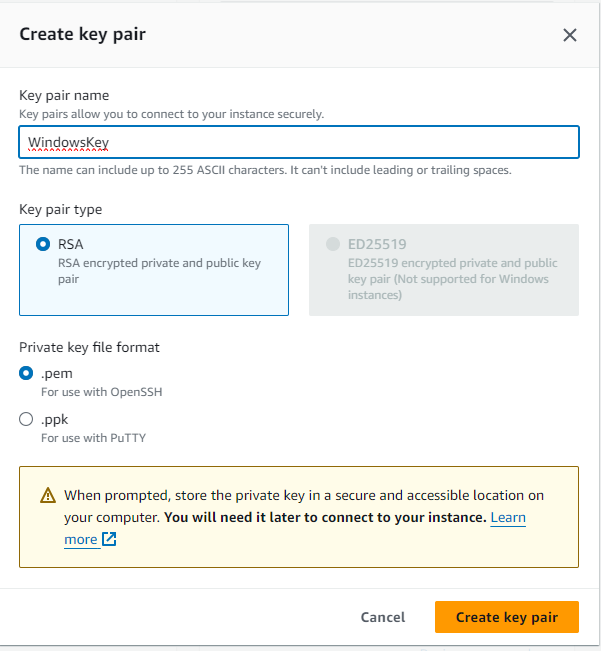 Create key pair
Key pair name
Key pairs allow you to connect to your instance securely.
WindowsKey
The name can include up to 255 ASCII characters. It can't include leading or trailing spaces.
Key pair type
RSA
RSA encrypted private and public key
pair
ED25519
ED25519 encrypted private and public
key pair (Not supported for Windows
instances)
Private key file format
.pem
For use with OpenSSH
.ppk
For use with PuTTY
When prompted, store the private key in a secure and accessible location on
your computer. You will need it later to connect to your instance. Learn
more
Cancel
Create key pair